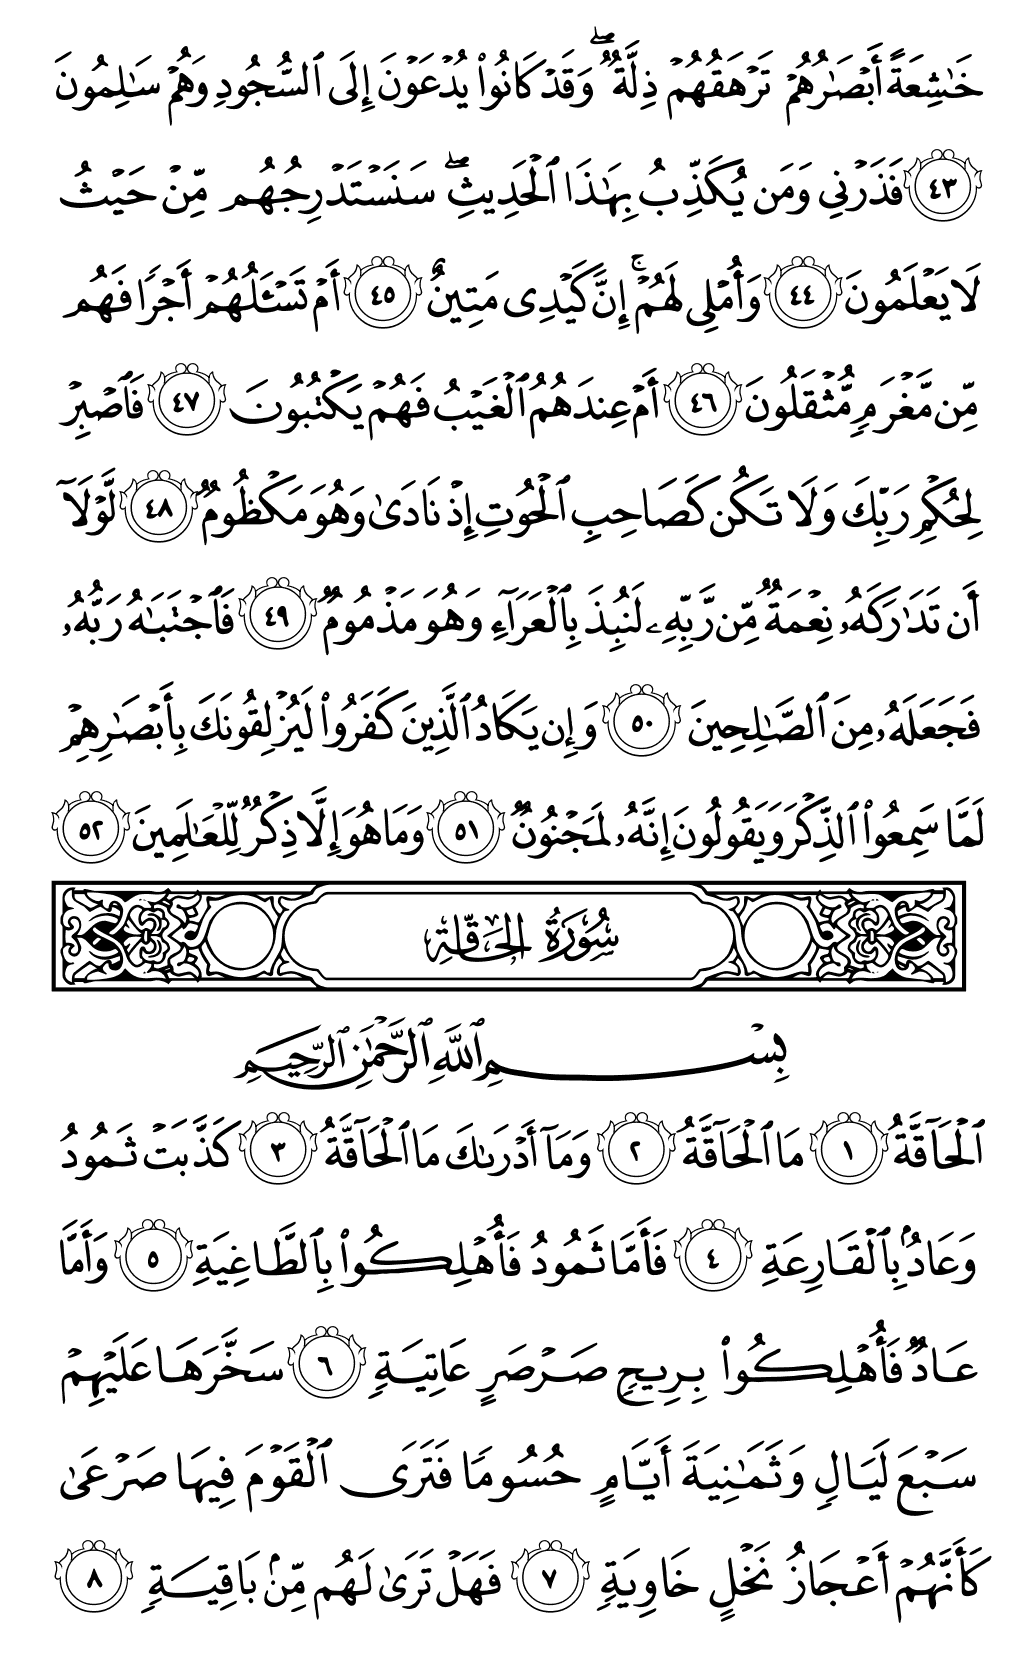 خَٰشِعَةً أَبْصَٰرُهُمْ تَرْهَقُهُمْ ذِلَّةٌۖ وَقَدْ كَانُوا۟ يُدْعَوْنَ إِلَى ٱلسُّجُودِ وَهُمْ سَٰلِمُونَ
٤٣ فَذَرْنِى وَمَن يُكَذِّبُ بِهَٰذَا ٱلْحَدِيثِۖ سَنَسْتَدْرِجُهُم مِّنْ حَيْثُ
لَا يَعْلَمُونَ ٤٤ وَأُمْلِى لَهُمْۚ إِنَّ كَيْدِى مَتِينٌ ٤٥ أَمْ تَسْـَٔلُهُمْ أَجْرًا فَهُم
مِّن مَّغْرَمٍ مُّثْقَلُونَ ٤٦ أَمْ عِندَهُمُ ٱلْغَيْبُ فَهُمْ يَكْتُبُونَ ٤٧ فَٱصْبِرْ
لِحُكْمِ رَبِّكَ وَلَا تَكُن كَصَاحِبِ ٱلْحُوتِ إِذْ نَادَىٰ وَهُوَ مَكْظُومٌ ٤٨ لَّوْلَآ
أَن تَدَٰرَكَهُۥ نِعْمَةٌ مِّن رَّبِّهِۦ لَنُبِذَ بِٱلْعَرَآءِ وَهُوَ مَذْمُومٌ ٤٩ فَٱجْتَبَٰهُ رَبُّهُۥ
فَجَعَلَهُۥ مِنَ ٱلصَّٰلِحِينَ ٥٠ وَإِن يَكَادُ ٱلَّذِينَ كَفَرُوا۟ لَيُزْلِقُونَكَ بِأَبْصَٰرِهِمْ
لَمَّا سَمِعُوا۟ ٱلذِّكْرَ وَيَقُولُونَ إِنَّهُۥ لَمَجْنُونٌ ٥١ وَمَا هُوَ إِلَّا ذِكْرٌ لِّلْعَٰلَمِينَ ٥٢
سُورَةُ الحَاقَّةِ
بِسْمِ ٱللَّهِ ٱلرَّحْمَٰنِ ٱلرَّحِيمِ
ٱلْحَآقَّةُ ١ مَا ٱلْحَآقَّةُ ٢ وَمَآ أَدْرَىٰكَ مَا ٱلْحَآقَّةُ ٣ كَذَّبَتْ ثَمُودُ
وَعَادٌۢ بِٱلْقَارِعَةِ ٤ فَأَمَّا ثَمُودُ فَأُهْلِكُوا۟ بِٱلطَّاغِيَةِ ٥ وَأَمَّا
عَادٌ فَأُهْلِكُوا۟ بِرِيحٍ صَرْصَرٍ عَاتِيَةٍ ٦ سَخَّرَهَا عَلَيْهِمْ
سَبْعَ لَيَالٍ وَثَمَٰنِيَةَ أَيَّامٍ حُسُومًا فَتَرَى ٱلْقَوْمَ فِيهَا صَرْعَىٰ
كَأَنَّهُمْ أَعْجَازُ نَخْلٍ خَاوِيَةٍ ٧ فَهَلْ تَرَىٰ لَهُم مِّنۢ بَاقِيَةٍ ٨